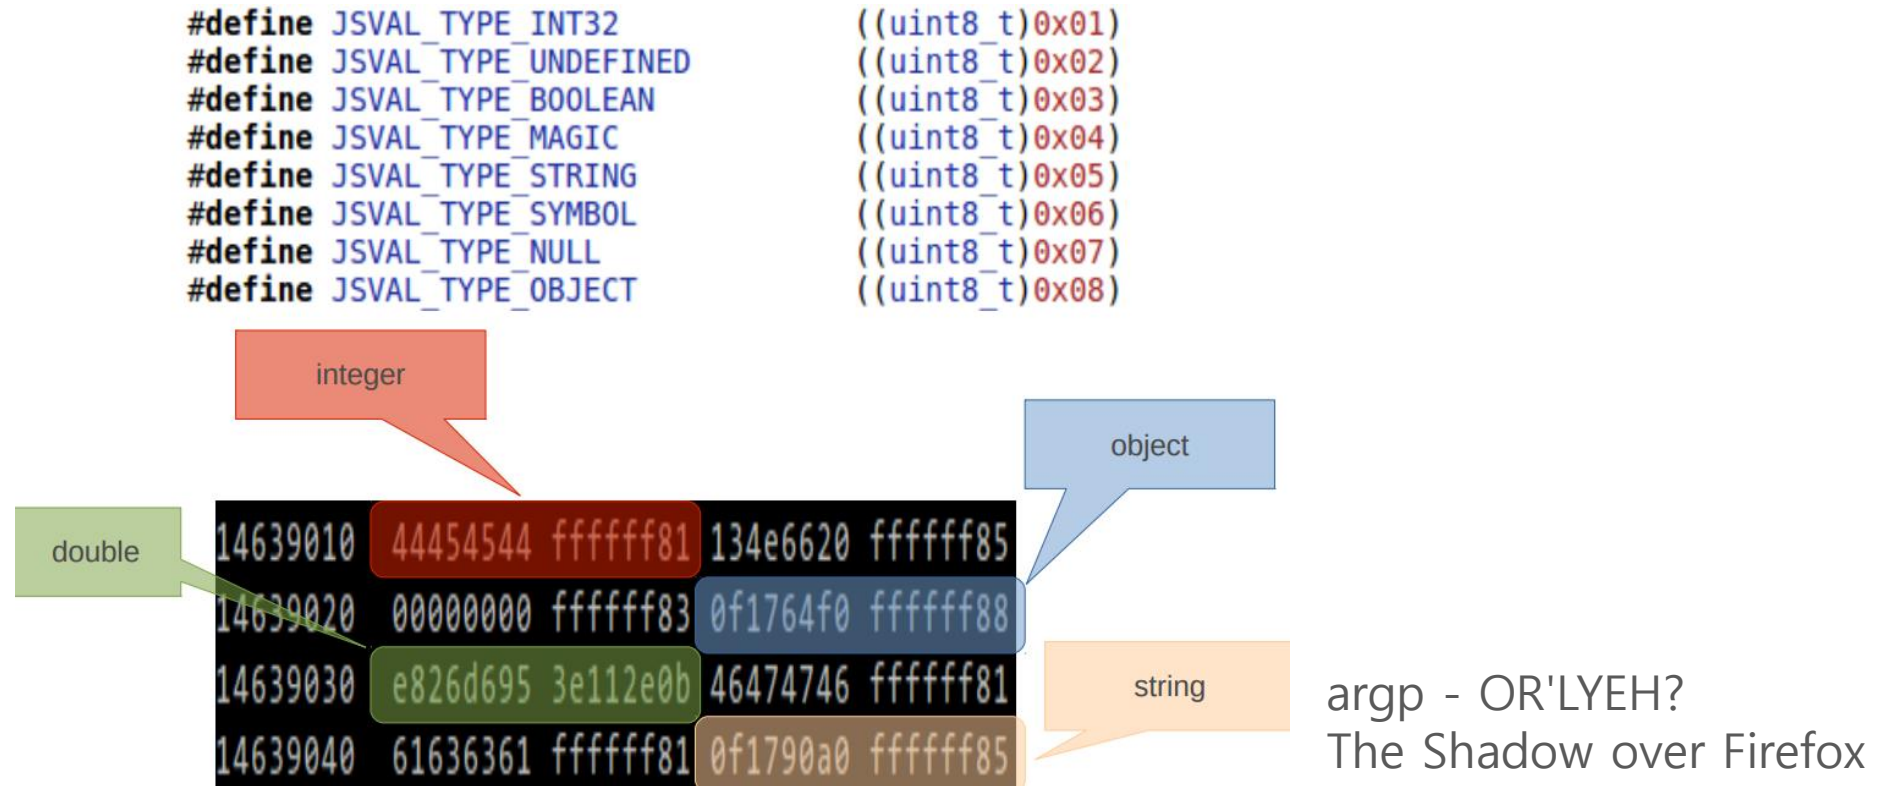 #define JSVAL_TYPE_INT32 ((uint8_t)0x01)
#define JSVAL_TYPE_UNDEFINED ((uint8_t)0x02)
#define JSVAL_TYPE_BOOLEAN ((uint8_t)0x03)
#define JSVAL_TYPE_MAGIC ((uint8_t)0x04)
#define JSVAL_TYPE_STRING ((uint8_t)0x05)
#define JSVAL_TYPE_SYMBOL ((uint8_t)0x06)
#define JSVAL_TYPE_NULL ((uint8_t)0x07)
#define JSVAL_TYPE_OBJECT ((uint8_t)0x08)
integer
object
double
14639010 44454544 ffffff81 134e6620 ffffff85
14639020 00000000 ffffff83 0f1764f0 ffffff88
14639030 e826d695 3e112e0b 46474746 ffffff81
14639040 61636361 ffffff81 0f1790a0 ffffff85
string
argp - OR'LYEH?
The Shadow over Firefox